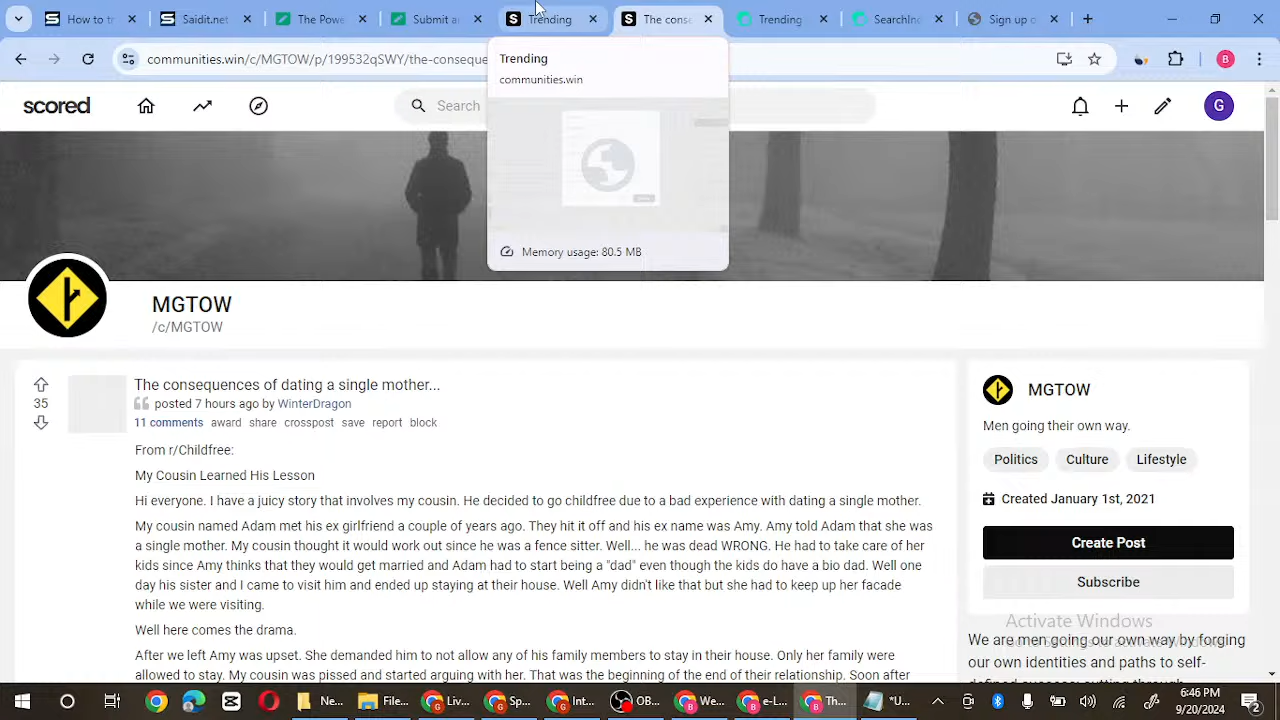 How to tr
Saidit.net
The Powe
Submit ar
Trending
The cons
Trending
SearchIn
Sign up o
communities.win/c/MGTOW/p/199532qSWY/the-conseque
B
Trending
communities.win
Memory usage: 80.5 MB
scored
Search
G
MGTOW
/c/MGTOW
35
The consequences of dating a single mother...
posted 7 hours ago by WinterDragon
11 comments award share crosspost save report block
From r/Childfree:
My Cousin Learned His Lesson
Hi everyone. I have a juicy story that involves my cousin. He decided to go childfree due to a bad experience with dating a single mother.
My cousin named Adam met his ex girlfriend a couple of years ago. They hit it off and his ex name was Amy. Amy told Adam that she was
a single mother. My cousin thought it would work out since he was a fence sitter. Well... he was dead WRONG. He had to take care of her
kids since Amy thinks that they would get married and Adam had to start being a "dad" even though the kids do have a bio dad. Well one
day his sister and I came to visit him and ended up staying at their house. Well Amy didn't like that but she had to keep up her facade
while we were visiting.
Well here comes the drama.
After we left Amy was upset. She demanded him to not allow any of his family members to stay in their house. Only her family were
allowed to stay. My cousin was pissed and started arguing with her. That was the beginning of the end of their relationship. Soon after
MGTOW
Men going their own way.
Politics
Culture
Lifestyle
Created January 1st, 2021
Create Post
Subscribe
Activate Windows
We are men going our own way by forging
our own identities and paths to self-
Ne...
File
Liv...
Sp...
Int...
OB
We
-L...
Th...
*U
6:46 PM
9/20/2024
2